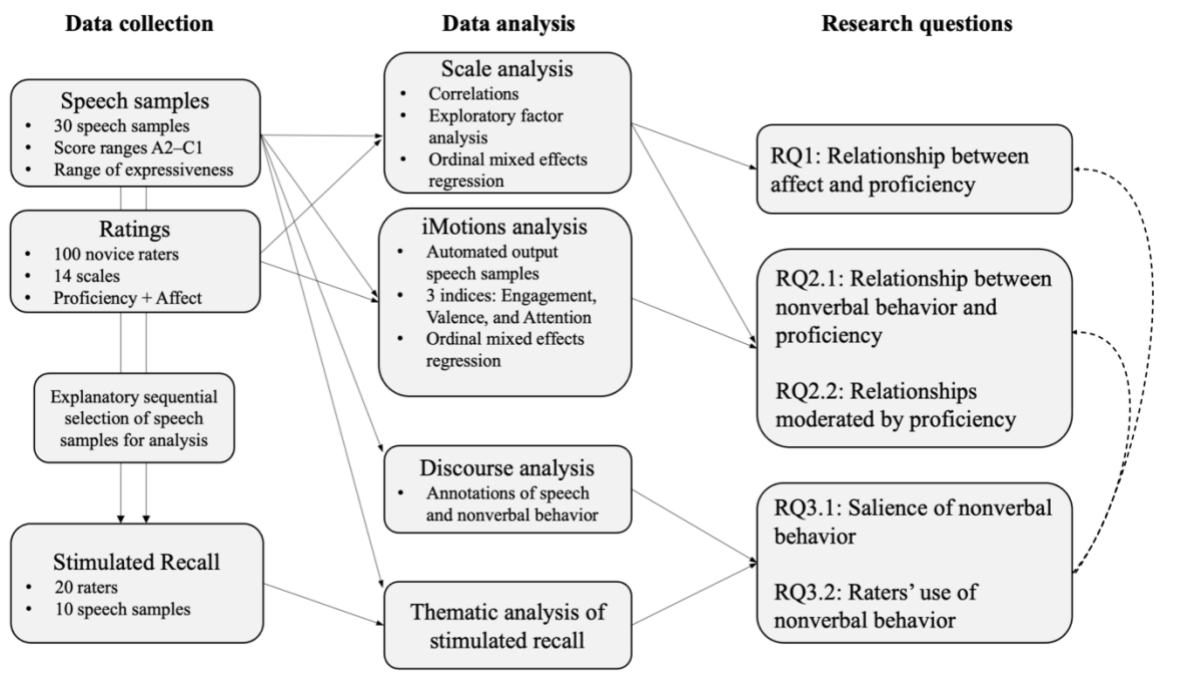 Data collection
Speech samples
• 30 speech samples
• Score ranges A2–C1
• Range of expressiveness
Ratings
• 100 novice raters
• 14 scales
• Proficiency + Affect
Explanatory sequential
selection of speech
samples for analysis
Stimulated Recall
• 20 raters
• 10 speech samples
Data analysis
Scale analysis
• Correlations
• Exploratory factor
analysis
• Ordinal mixed effects
regression
iMotions analysis
• Automated output
speech samples
• 3 indices: Engagement,
Valence, and Attention
• Ordinal mixed effects
regression
Discourse analysis
• Annotations of speech
and nonverbal behavior
Thematic analysis of
stimulated recall
Research questions
RQ1: Relationship between
affect and proficiency
RQ2.1: Relationship between
nonverbal behavior and
proficiency
RQ2.2: Relationships
moderated by proficiency
RQ3.1: Salience of nonverbal
behavior
RQ3.2: Raters’ use of
nonverbal behavior